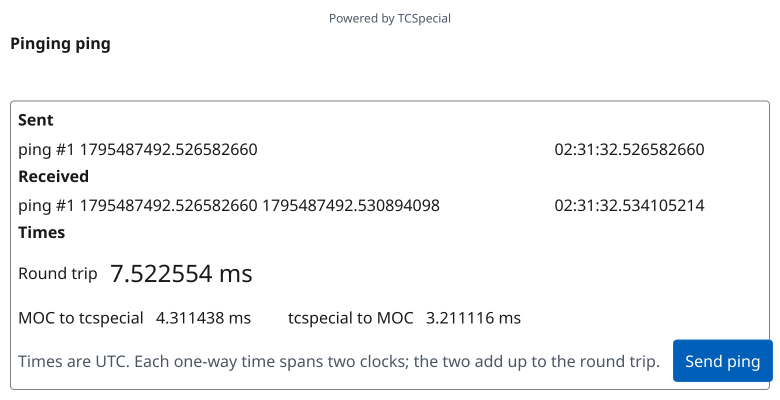 Powered by TCSpecial
Pinging ping
Sent
ping #1 1795487492.526582660 02:31:32.526582660
Received
ping #1 1795487492.526582660 1795487492.530894098 02:31:32.534105214
Times
Round trip 7.522554 ms
MOC to tcspecial 4.311438 ms tcspecial to MOC 3.211116 ms
Times are UTC. Each one-way time spans two clocks; the two add up to the round trip. Send ping